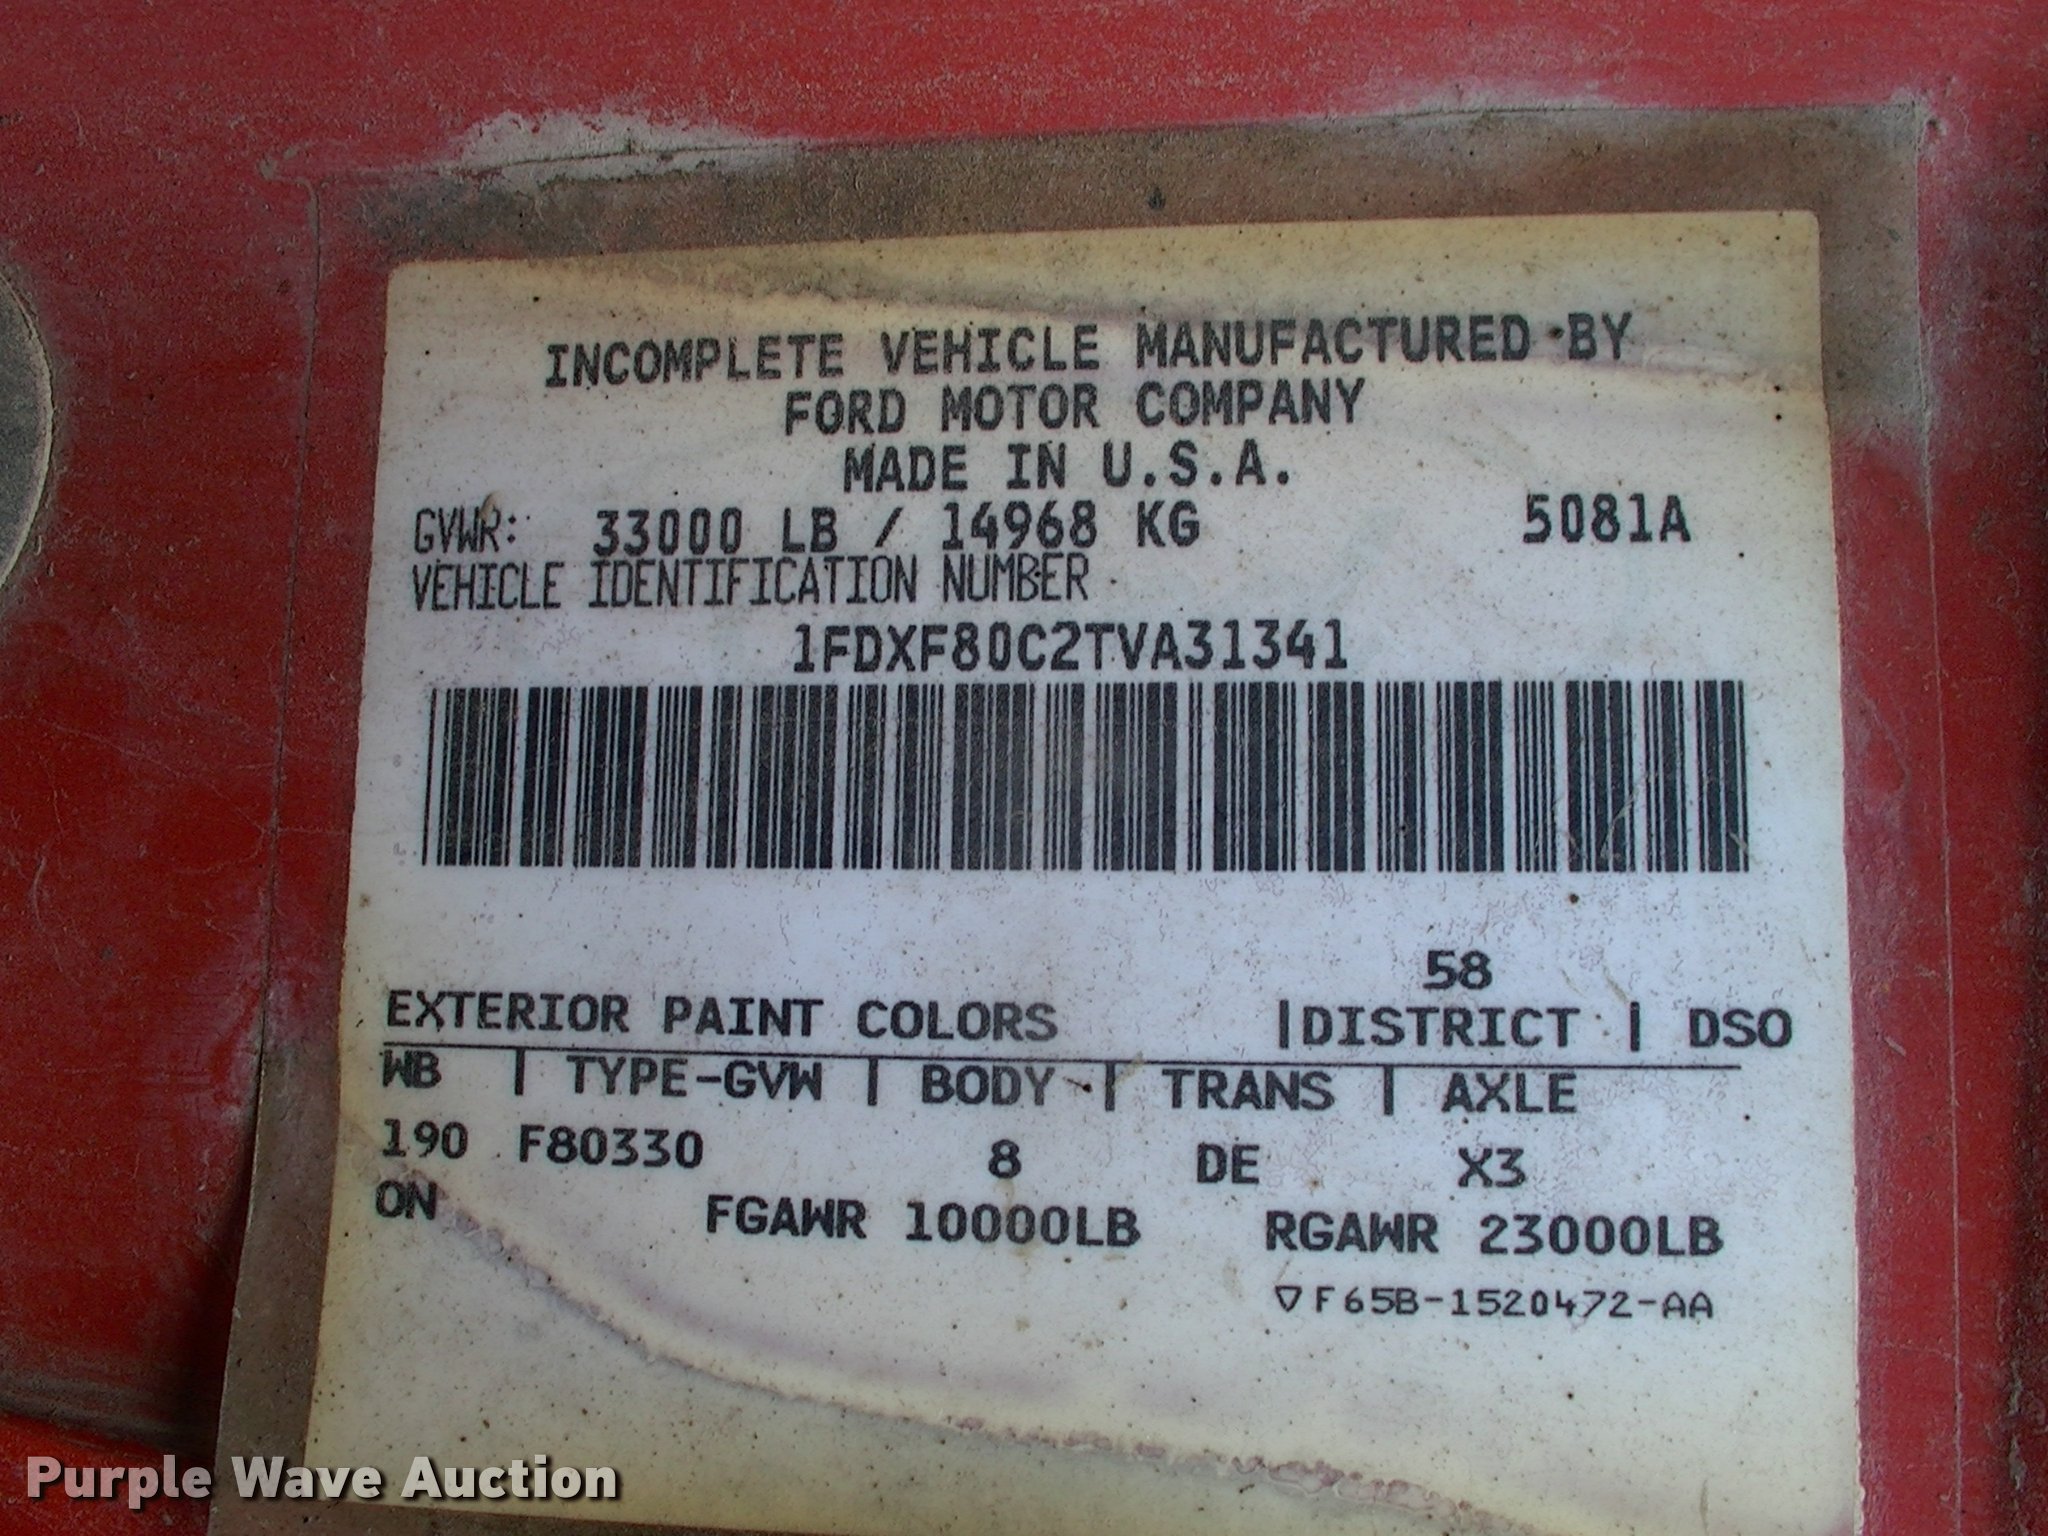 INCOMPLETE VEHICLE MANUFACTURED BY
FORD MOTOR COMPANY
MADE IN U.S.A.
GVWR: 33000 LB / 14968 KG 5081A
VEHICLE IDENTIFICATION NUMBER
1FDXF80C2TVA31341
58
EXTERIOR PAINT COLORS |DISTRICT | DSO
WB | TYPE-GVW | BODY | TRANS | AXLE
190 F80330 8 DE X3
ON FGAWR 10000LB RGAWR 23000LB
▽F65B-1520472-AA
Purple Wave Auction